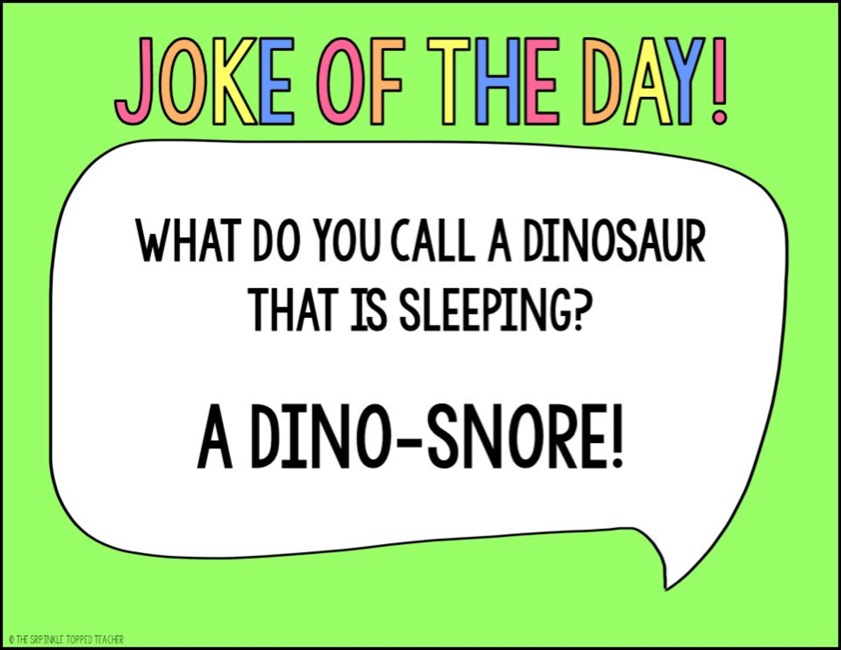 JOKE OF THE DAY!
WHAT DO YOU CALL A DINOSAUR
THAT IS SLEEPING?
A DINO-SNORE!
© THE SRPINKLE TOPPED TEACHER